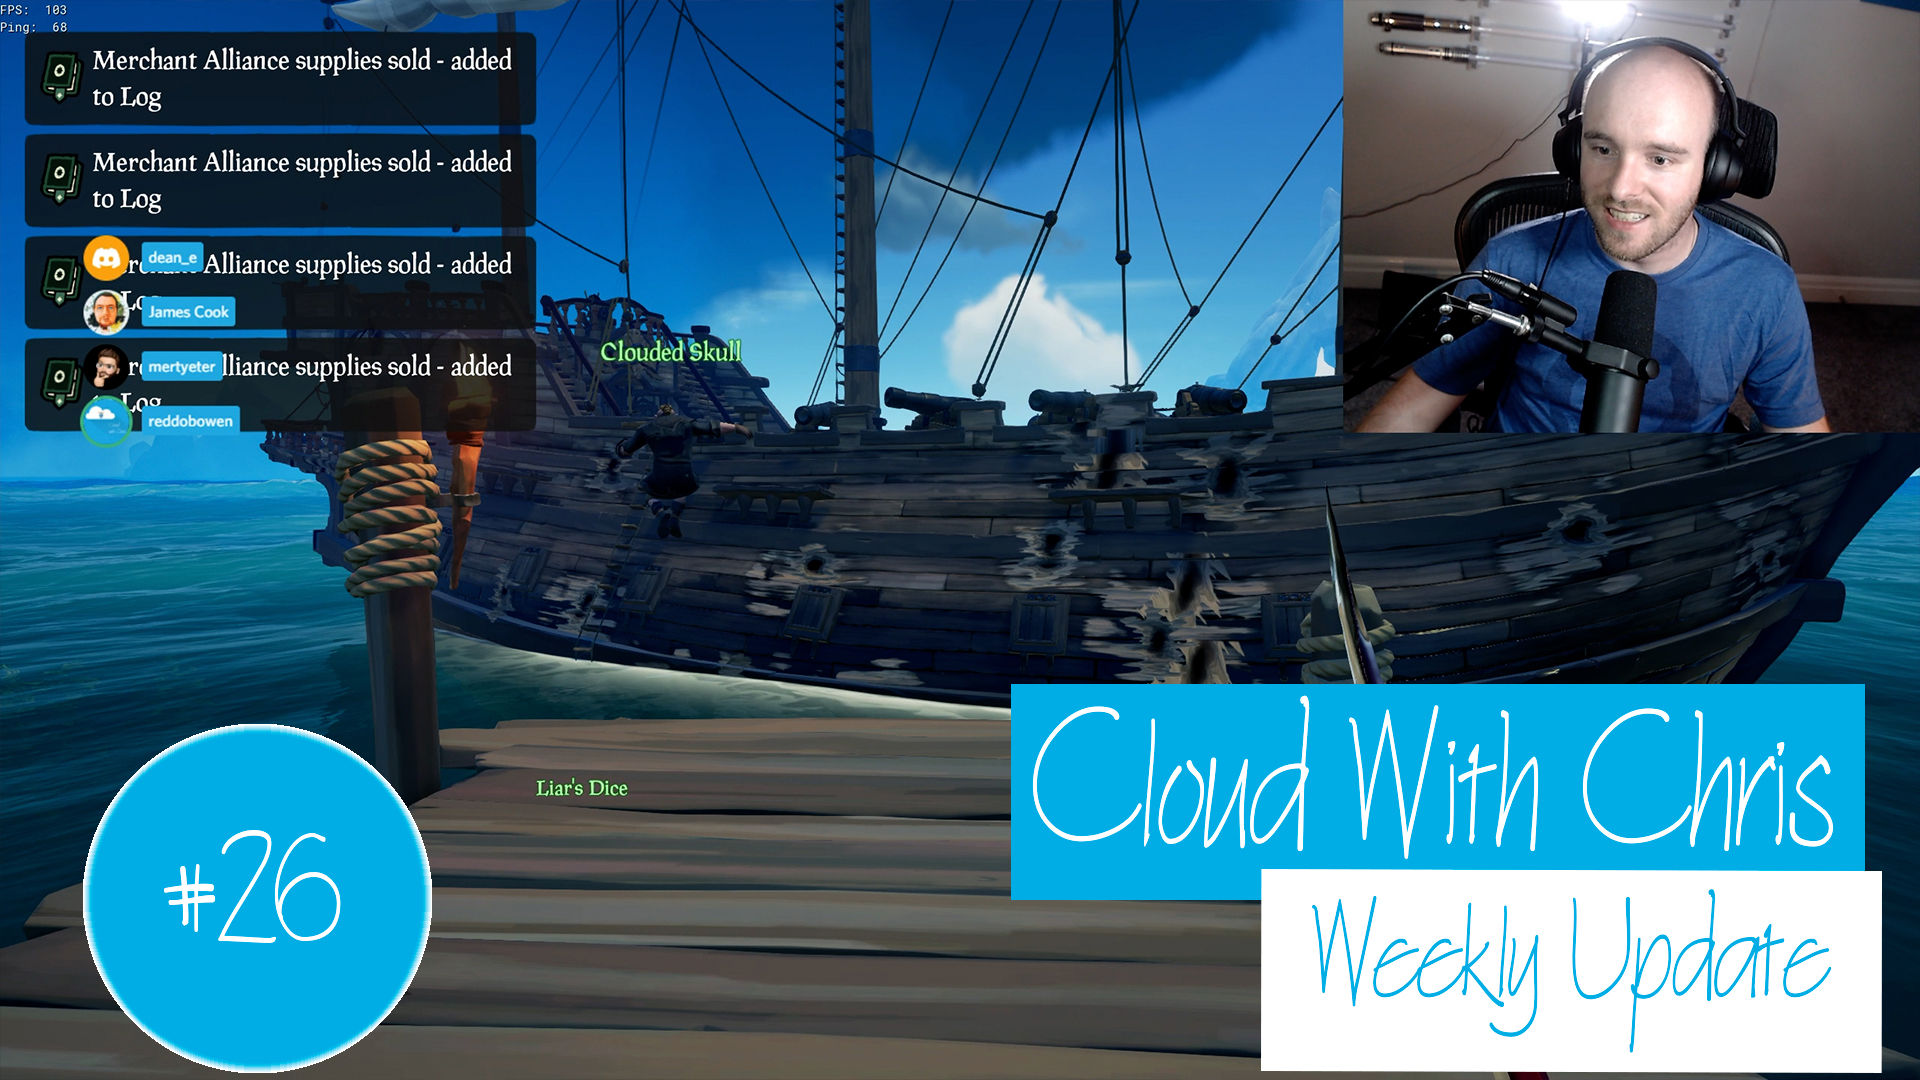 FPS: 103
Ping: 68
Merchant Alliance supplies sold - added
to Log
Merchant Alliance supplies sold - added
to Log
Alliance supplies sold - added
dean_e
James Cook
lliance supplies sold - added
mertyeter
Log
reddobowen
Clouded Skull
Liar's Dice
#26
Cloud With Chris
Weekly Update